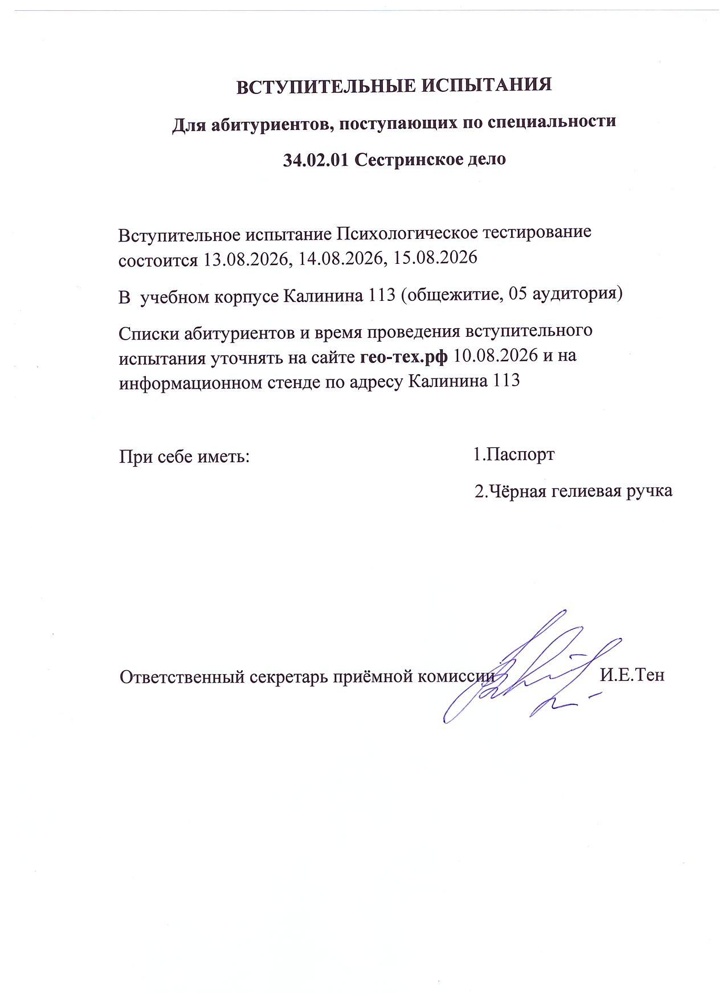 ВСТУПИТЕЛЬНЫЕ ИСПЫТАНИЯ
Для абитуриентов, поступающих по специальности
34.02.01 Сестринское дело
Вступительное испытание Психологическое тестирование
состоится 13.08.2026, 14.08.2026, 15.08.2026
В  учебном корпусе Калинина 113 (общежитие, 05 аудитория)
Списки абитуриентов и время проведения вступительного
испытания уточнять на сайте гео-тех.рф 10.08.2026 и на
информационном стенде по адресу Калинина 113
При себе иметь: 1.Паспорт
2.Чёрная гелиевая ручка
Ответственный секретарь приёмной комиссии И.Е.Тен